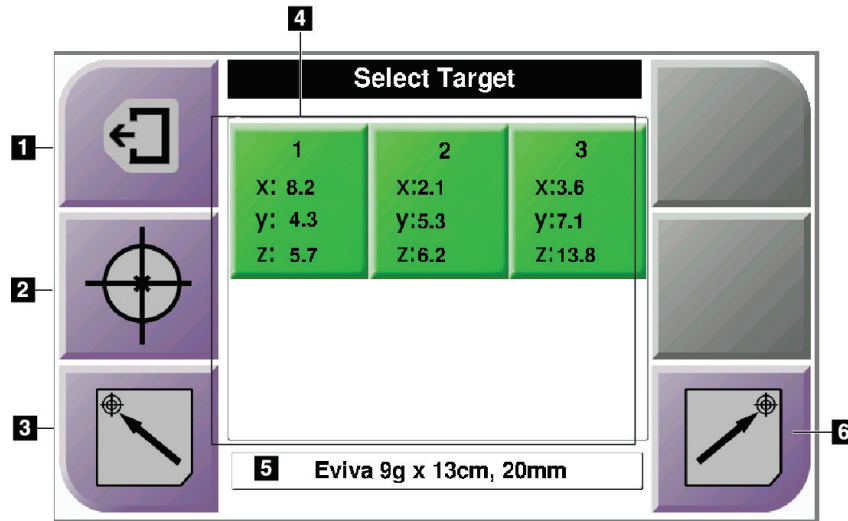 4
Select Target
1
1 2 3
x: 8.2 x:2.1 x:3.6
y: 4.3 y:5.3 y:7.1
z: 5.7 z:6.2 z:13.8
2
3
6
5 Eviva 9g x 13cm, 20mm